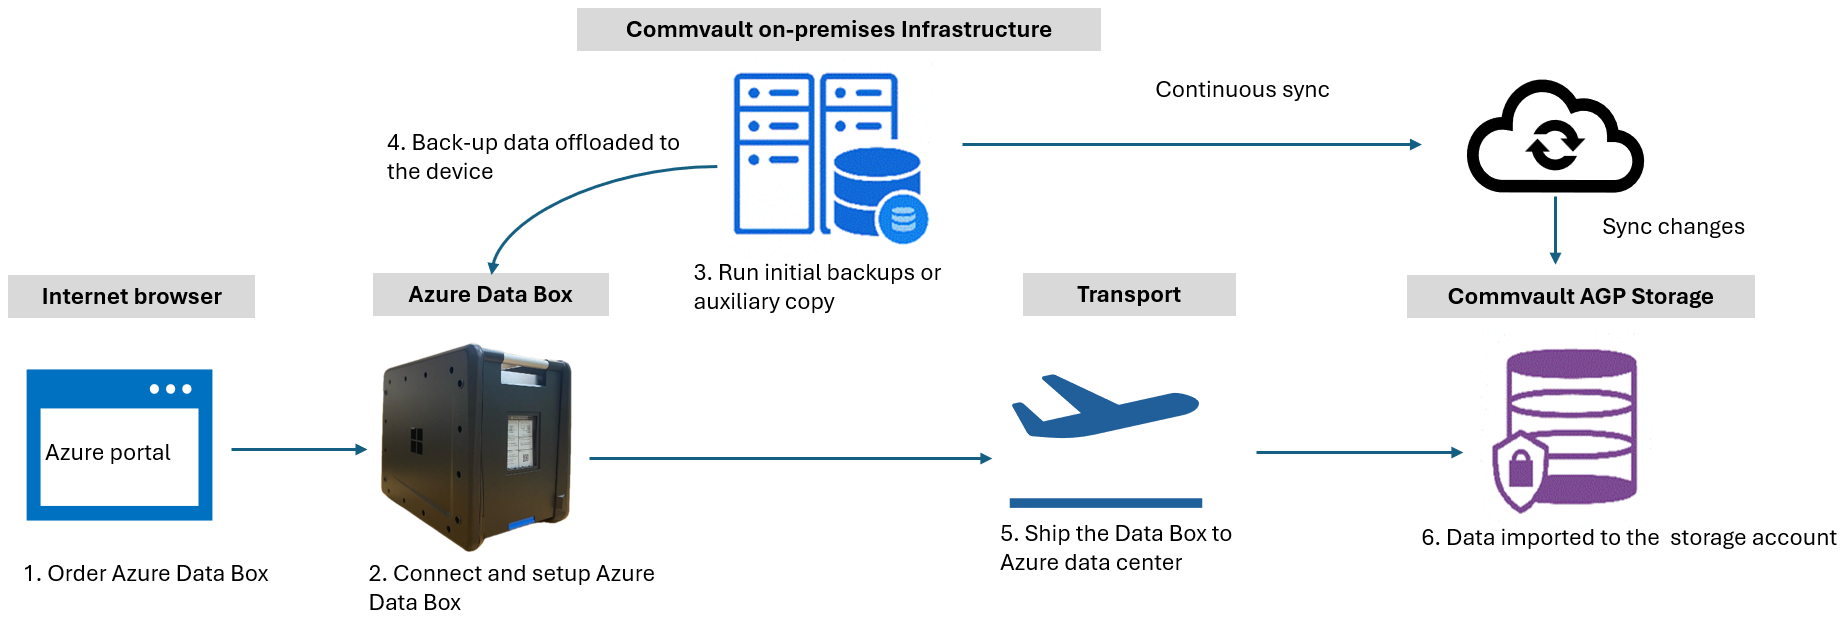 Commvault on-premises Infrastructure
Continuous sync
4. Back-up data offloaded to
the device
Sync changes
3. Run initial backups or
auxiliary copy
Internet browser
Azure Data Box
Transport
Commvault AGP Storage
Azure portal
1. Order Azure Data Box
2. Connect and setup Azure
Data Box
5. Ship the Data Box to
Azure data center
6. Data imported to the  storage account